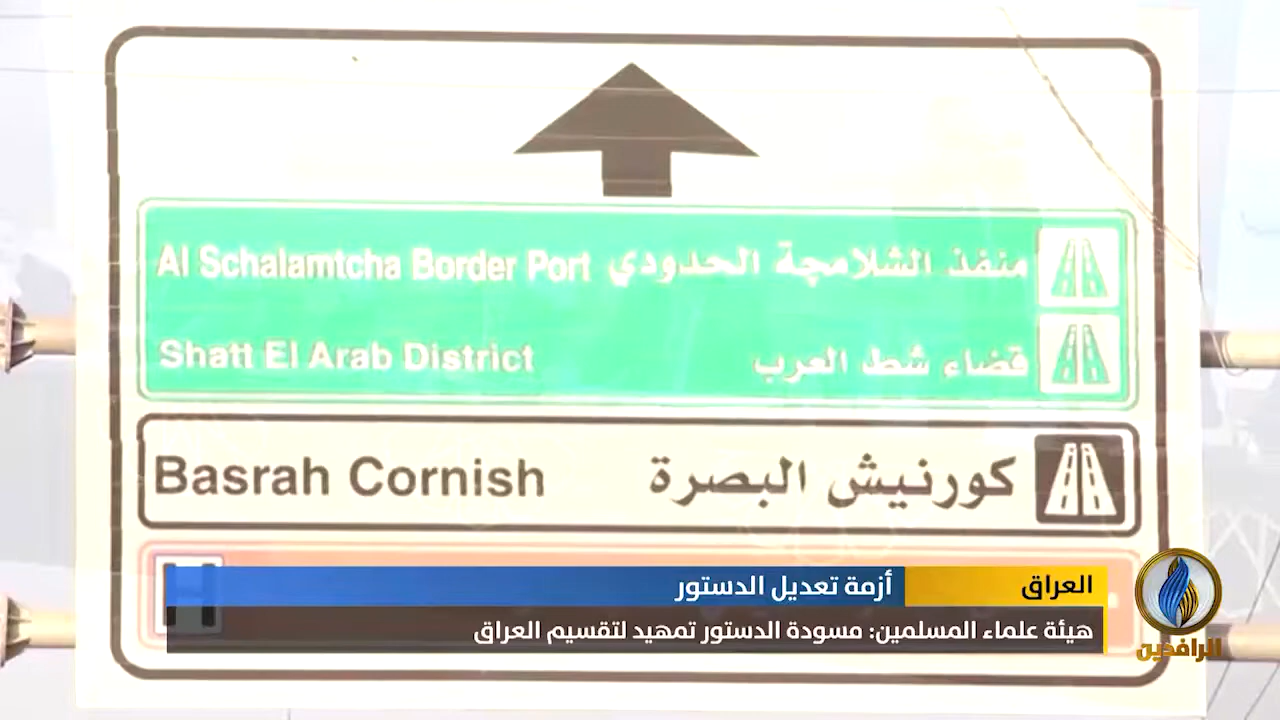 Al Schalamtcha Border Port منفذ الشلامجة الحدودي
Shatt El Arab District قضاء شط العرب
Basrah Cornish كورنيش البصرة
H
العراق أزمة تعديل الدستور
هيئة علماء المسلمين: مسودة الدستور تمهيد لتقسيم العراق
الرافدين